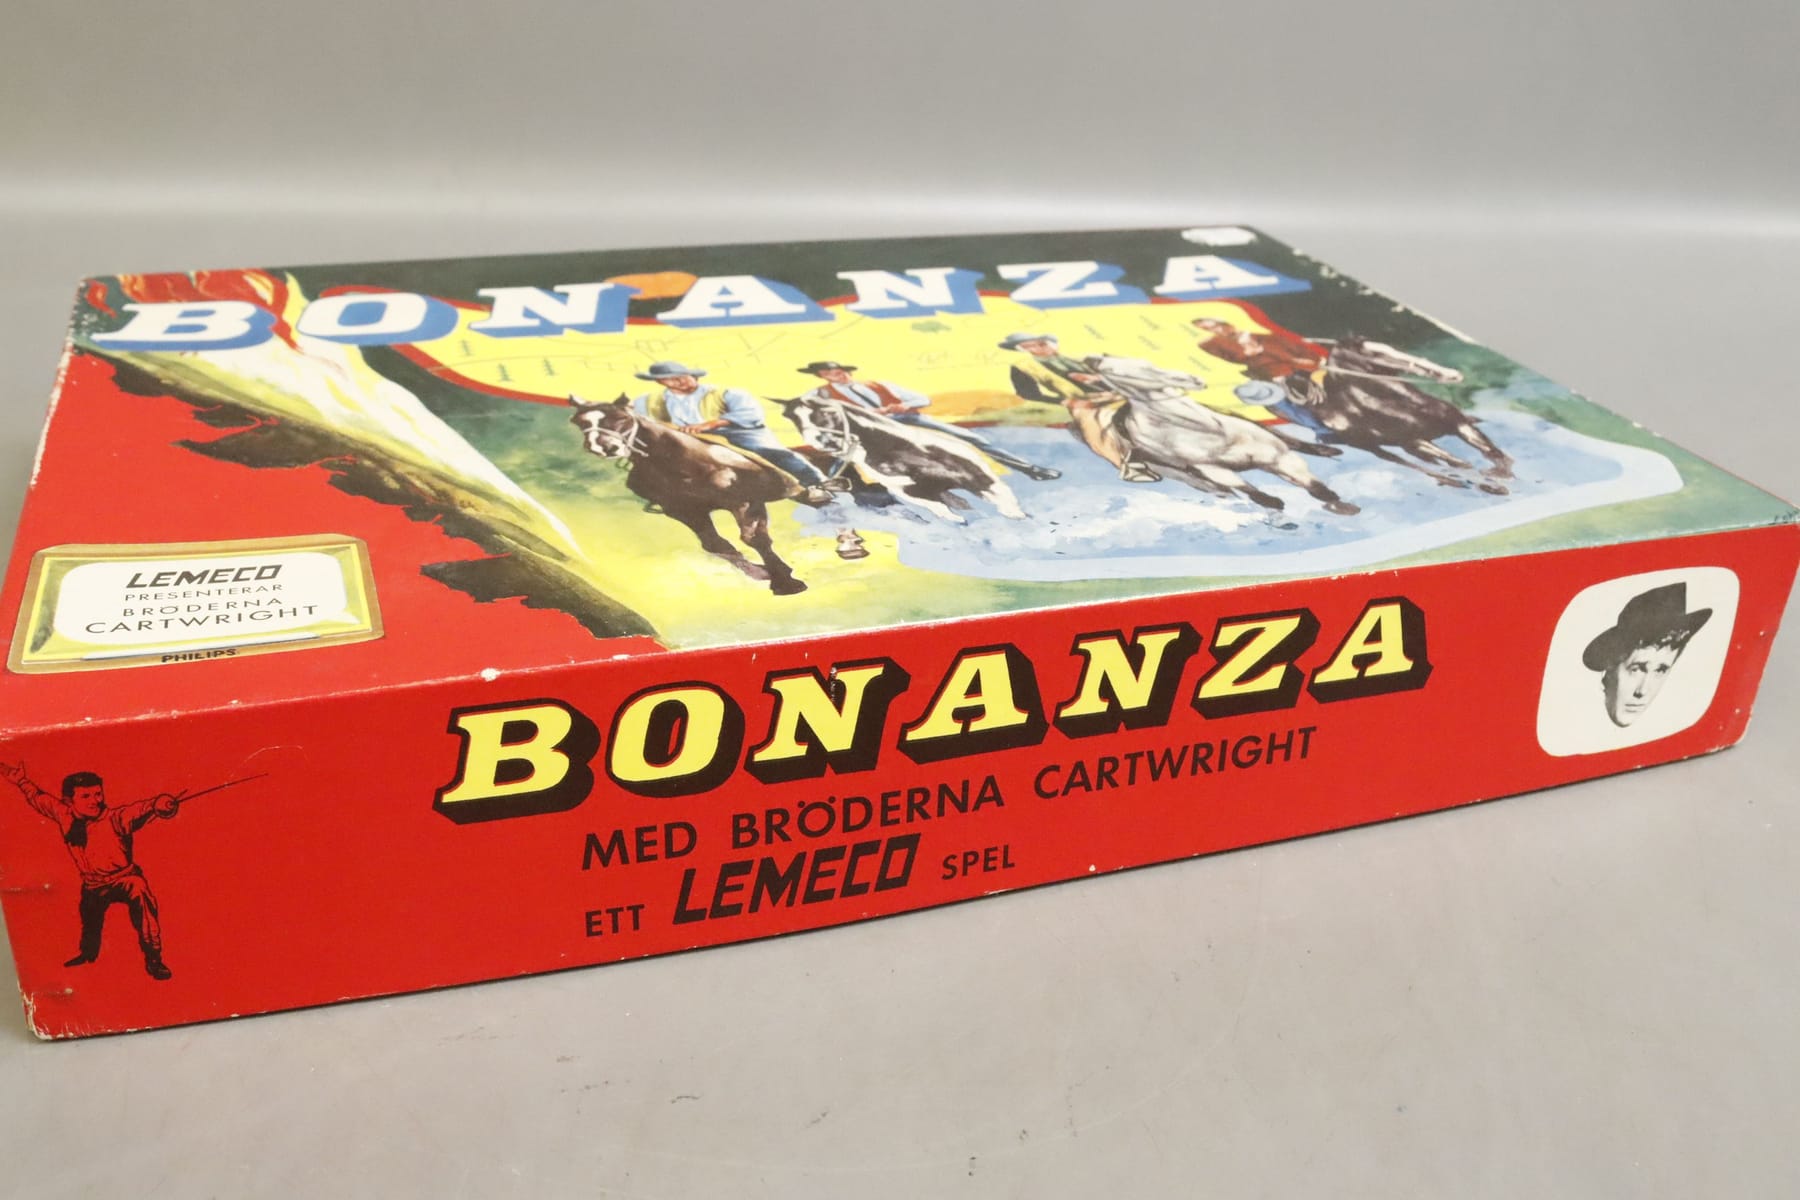 BONANZA
LEMECO
PRESENTERAR
BRÖDERNA
CARTWRIGHT
PHILIPS
BONANZA
MED BRÖDERNA CARTWRIGHT
ETT LEMECO SPEL